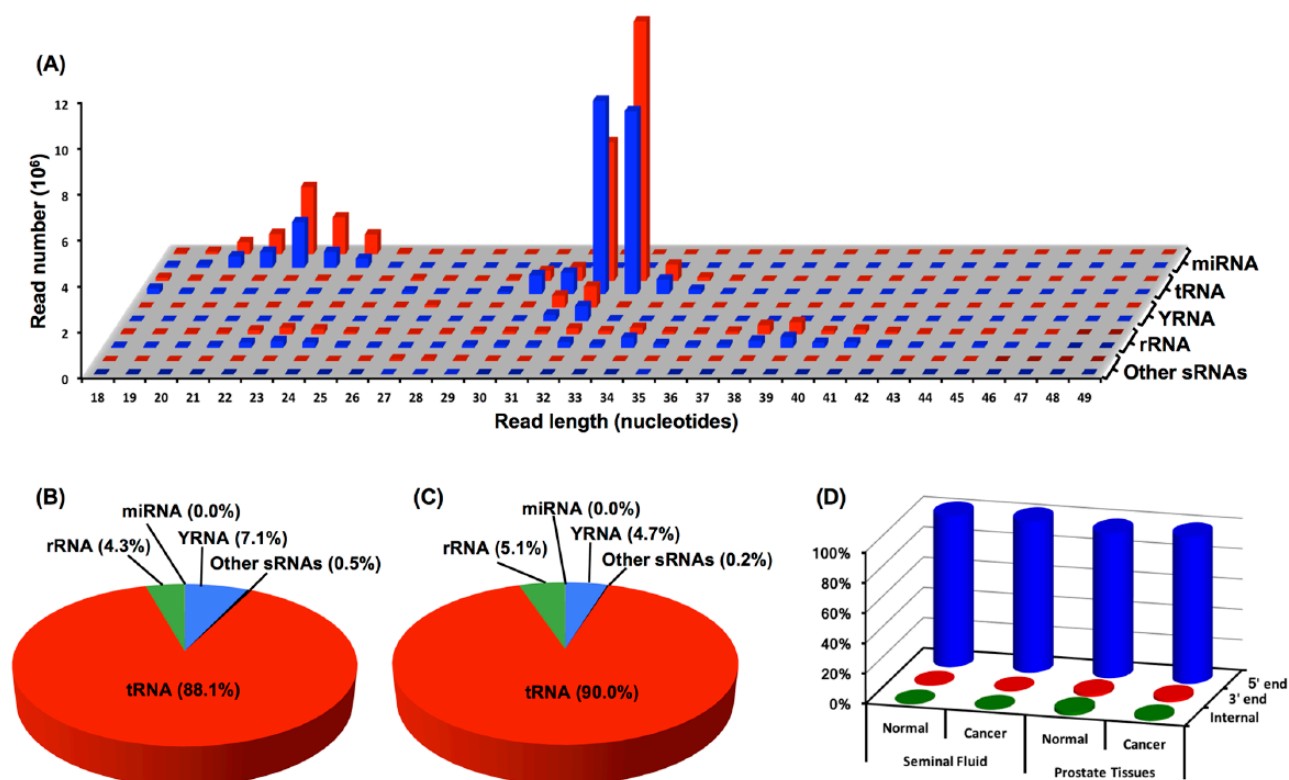 (A)
Read number (10⁶)
12
10
8
6
4
2
0
18 19 20 21 22 23 24 25 26 27 28 29 30 31 32 33 34 35 36 37 38 39 40 41 42 43 44 45 46 47 48 49
Read length (nucleotides)
miRNA
tRNA
YRNA
rRNA
Other sRNAs
(B)
miRNA (0.0%)
rRNA (4.3%)
YRNA (7.1%)
Other sRNAs (0.5%)
tRNA (88.1%)
(C)
miRNA (0.0%)
rRNA (5.1%)
YRNA (4.7%)
Other sRNAs (0.2%)
tRNA (90.0%)
(D)
100%
80%
60%
40%
20%
0%
5' end
3' end
Internal
Normal Cancer Normal Cancer
Seminal Fluid Prostate Tissues